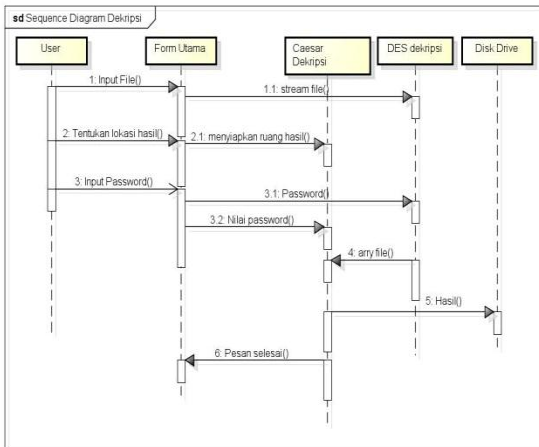 sd Sequence Diagram Dekripsi
User
Form Utama
Caesar
Dekripsi
DES dekripsi
Disk Drive
1: Input File()
1.1: stream file()
2: Tentukan lokasi hasil()
2.1: menyiapkan ruang hasil()
3: Input Password()
3.1: Password()
3.2: Nilai password()
4: arry file()
5: Hasil()
6: Pesan selesai()